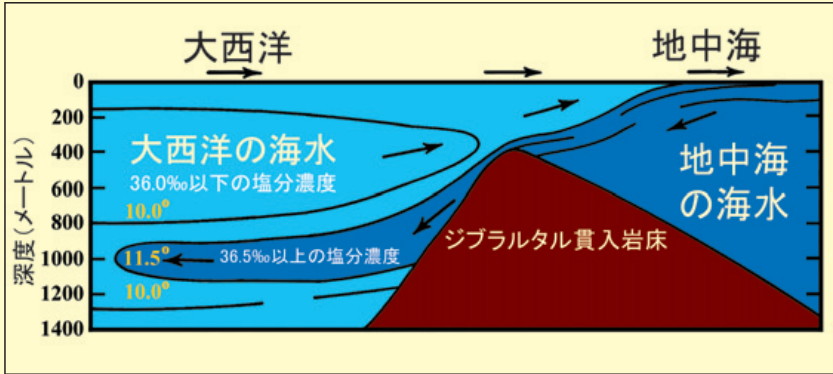 大西洋
地中海
0
200
400
600
800
1000
1200
1400
深度(メートル)
大西洋の海水
36.0‰以下の塩分濃度
10.0°
11.5°
36.5‰以上の塩分濃度
10.0°
ジブラルタル貫入岩床
地中海
の海水